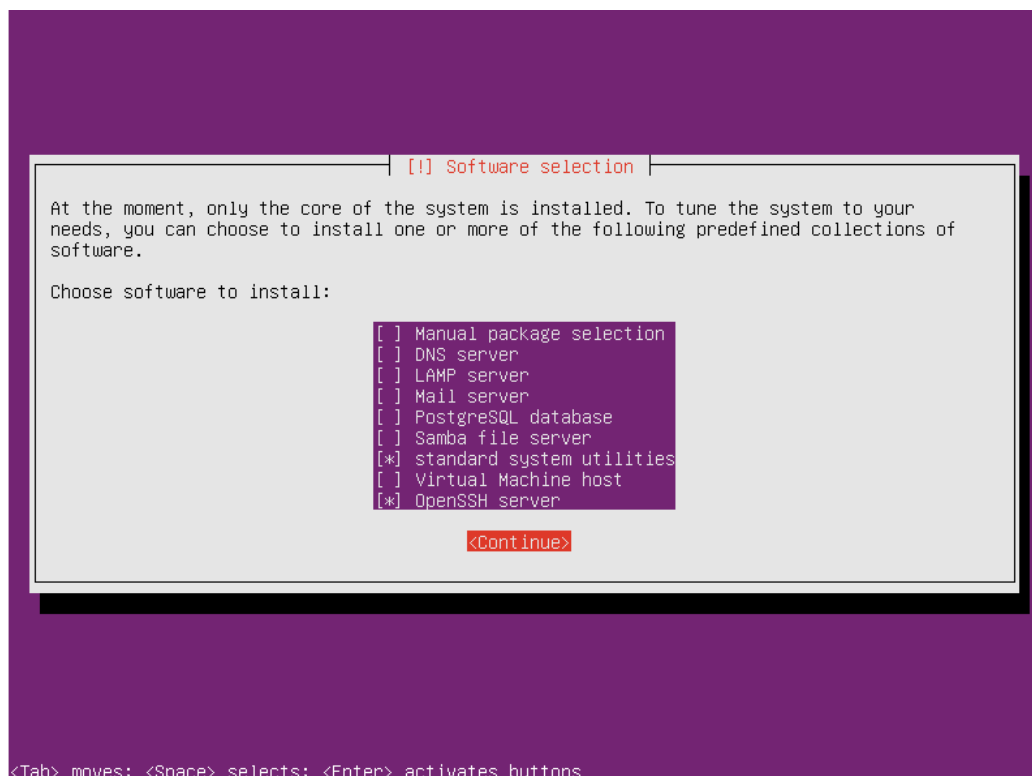 [!] Software selection
At the moment, only the core of the system is installed. To tune the system to your
needs, you can choose to install one or more of the following predefined collections of
software.
Choose software to install:
[ ] Manual package selection
[ ] DNS server
[ ] LAMP server
[ ] Mail server
[ ] PostgreSQL database
[ ] Samba file server
[*] standard system utilities
[ ] Virtual Machine host
[*] OpenSSH server
<Continue>
<Tab> moves; <Space> selects; <Enter> activates buttons